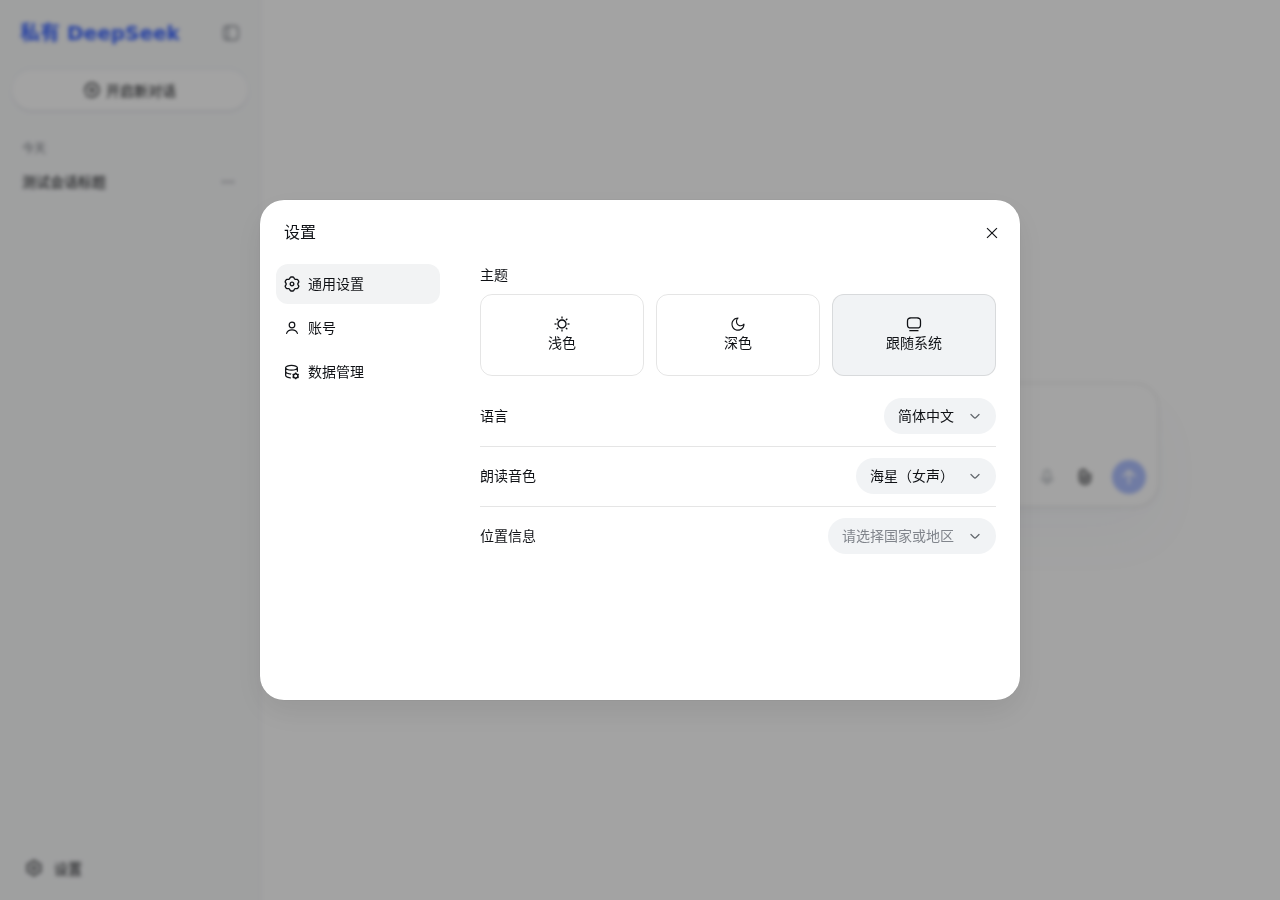 私有 DeepSeek
开启新对话
今天
测试会话标题
设置
通用设置
账号
数据管理
主题
浅色
深色
跟随系统
语言
简体中文
朗读音色
海星（女声）
位置信息
请选择国家或地区
设置